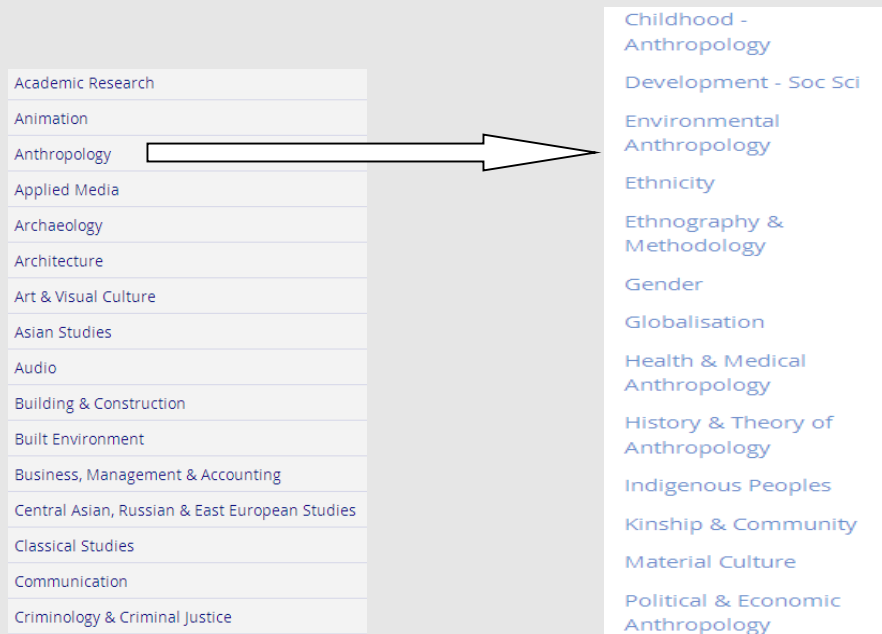 Academic Research
Animation
Anthropology
Applied Media
Archaeology
Architecture
Art & Visual Culture
Asian Studies
Audio
Building & Construction
Built Environment
Business, Management & Accounting
Central Asian, Russian & East European Studies
Classical Studies
Communication
Criminology & Criminal Justice
Childhood -
Anthropology
Development - Soc Sci
Environmental
Anthropology
Ethnicity
Ethnography &
Methodology
Gender
Globalisation
Health & Medical
Anthropology
History & Theory of
Anthropology
Indigenous Peoples
Kinship & Community
Material Culture
Political & Economic
Anthropology